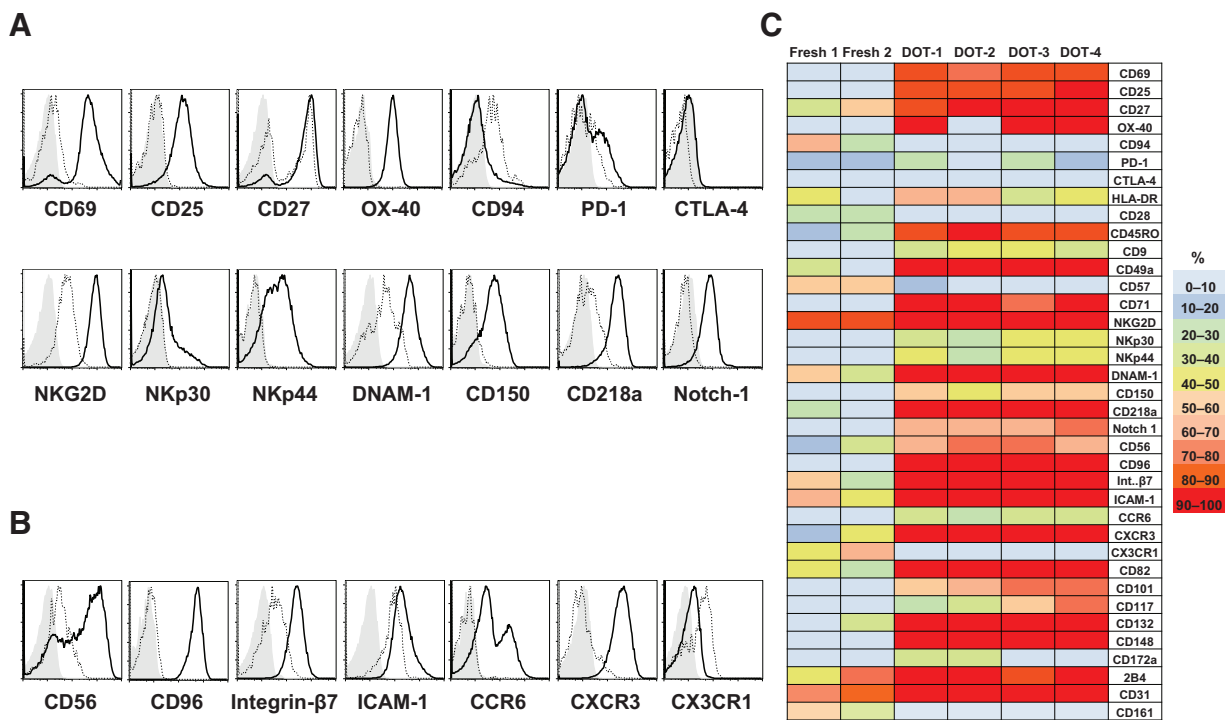 A
CD69 CD25 CD27 OX-40 CD94 PD-1 CTLA-4
NKG2D NKp30 NKp44 DNAM-1 CD150 CD218a Notch-1
B
CD56 CD96 Integrin-β7 ICAM-1 CCR6 CXCR3 CX3CR1
C
Fresh 1 Fresh 2 DOT-1 DOT-2 DOT-3 DOT-4
CD69
CD25
CD27
OX-40
CD94
PD-1
CTLA-4
HLA-DR
CD28
CD45RO
CD9
CD49a
CD57
CD71
NKG2D
NKp30
NKp44
DNAM-1
CD150
CD218a
Notch 1
CD56
CD96
Int..β7
ICAM-1
CCR6
CXCR3
CX3CR1
CD82
CD101
CD117
CD132
CD148
CD172a
2B4
CD31
CD161
%
0–10
10–20
20–30
30–40
40–50
50–60
60–70
70–80
80–90
90–100